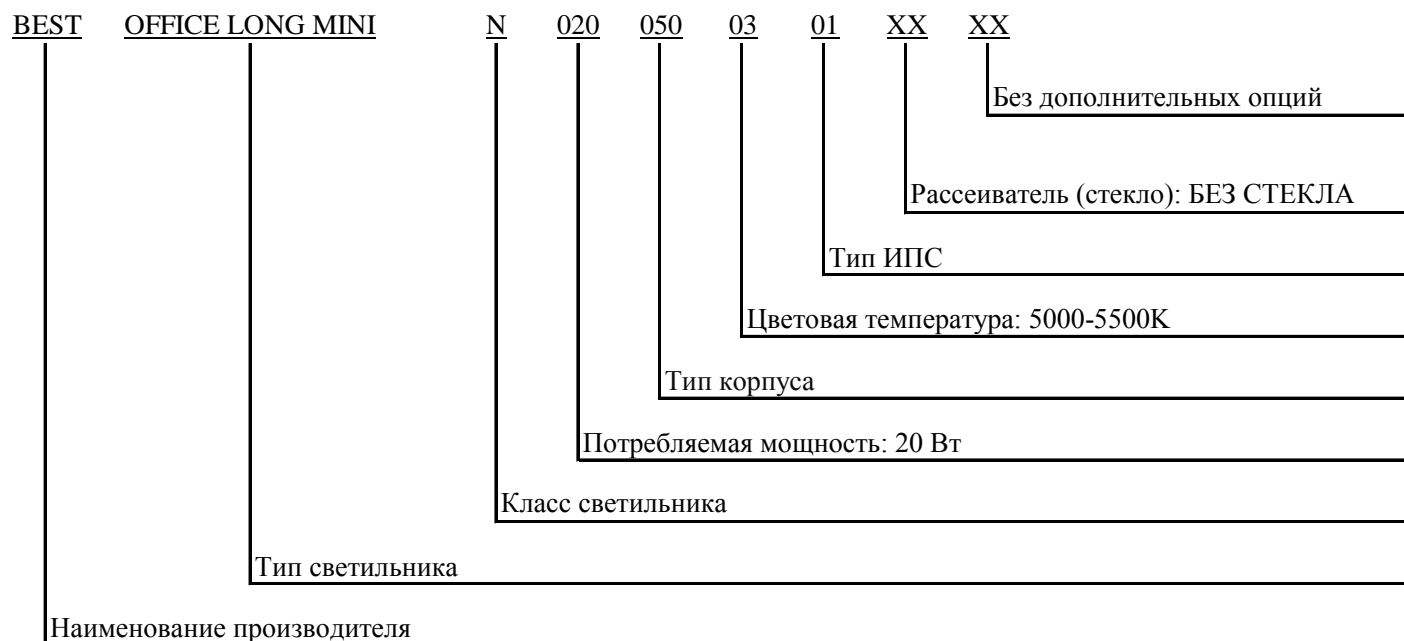 BEST OFFICE LONG MINI N 020 050 03 01 XX XX
Без дополнительных опций
Рассеиватель (стекло): БЕЗ СТЕКЛА
Тип ИПС
Цветовая температура: 5000-5500K
Тип корпуса
Потребляемая мощность: 20 Вт
Класс светильника
Тип светильника
Наименование производителя